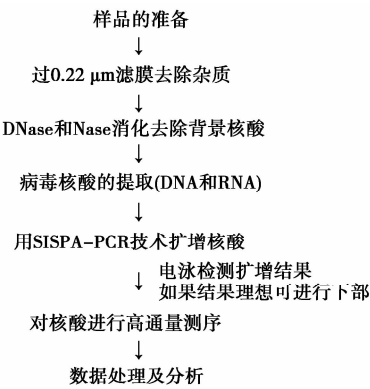 样品的准备
↓
过0.22 μm滤膜去除杂质
↓
DNase和Nase消化去除背景核酸
↓
病毒核酸的提取(DNA和RNA)
↓
用SISPA-PCR技术扩增核酸
↓
电泳检测扩增结果
如果结果理想可进行下部
对核酸进行高通量测序
↓
数据处理及分析